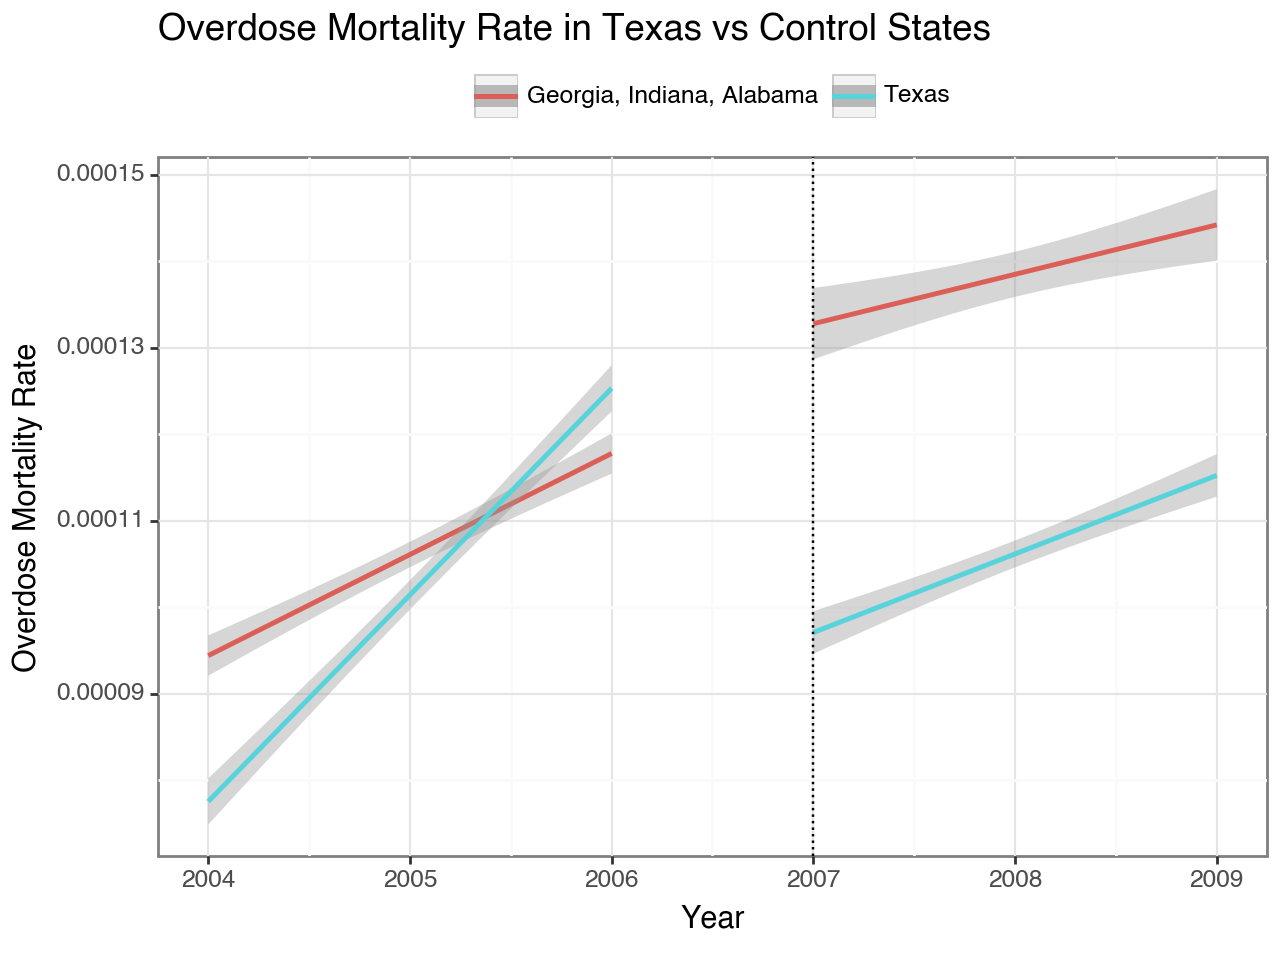 Overdose Mortality Rate in Texas vs Control States
Georgia, Indiana, Alabama
Texas
0.00015
0.00013
0.00011
0.00009
Overdose Mortality Rate
2004
2005
2006
2007
2008
2009
Year